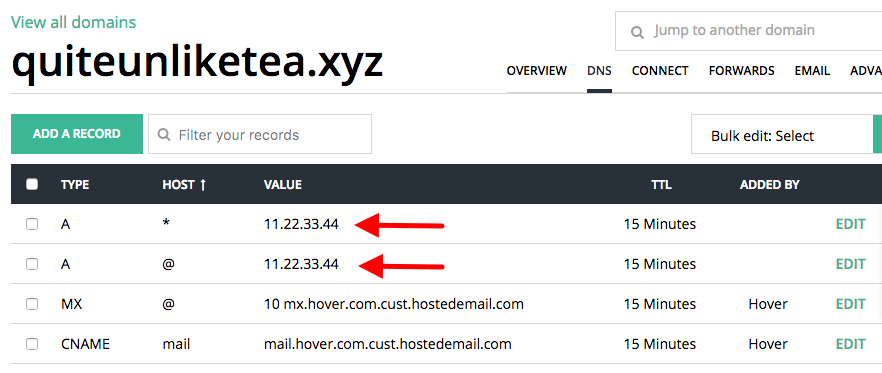 View all domains
Jump to another domain
quiteunliketea.xyz
OVERVIEW DNS CONNECT FORWARDS EMAIL ADVA
ADD A RECORD Filter your records Bulk edit: Select
TYPE HOST ↑ VALUE TTL ADDED BY
A * 11.22.33.44 15 Minutes EDIT
A @ 11.22.33.44 15 Minutes EDIT
MX @ 10 mx.hover.com.cust.hostedemail.com 15 Minutes Hover EDIT
CNAME mail mail.hover.com.cust.hostedemail.com 15 Minutes Hover EDIT